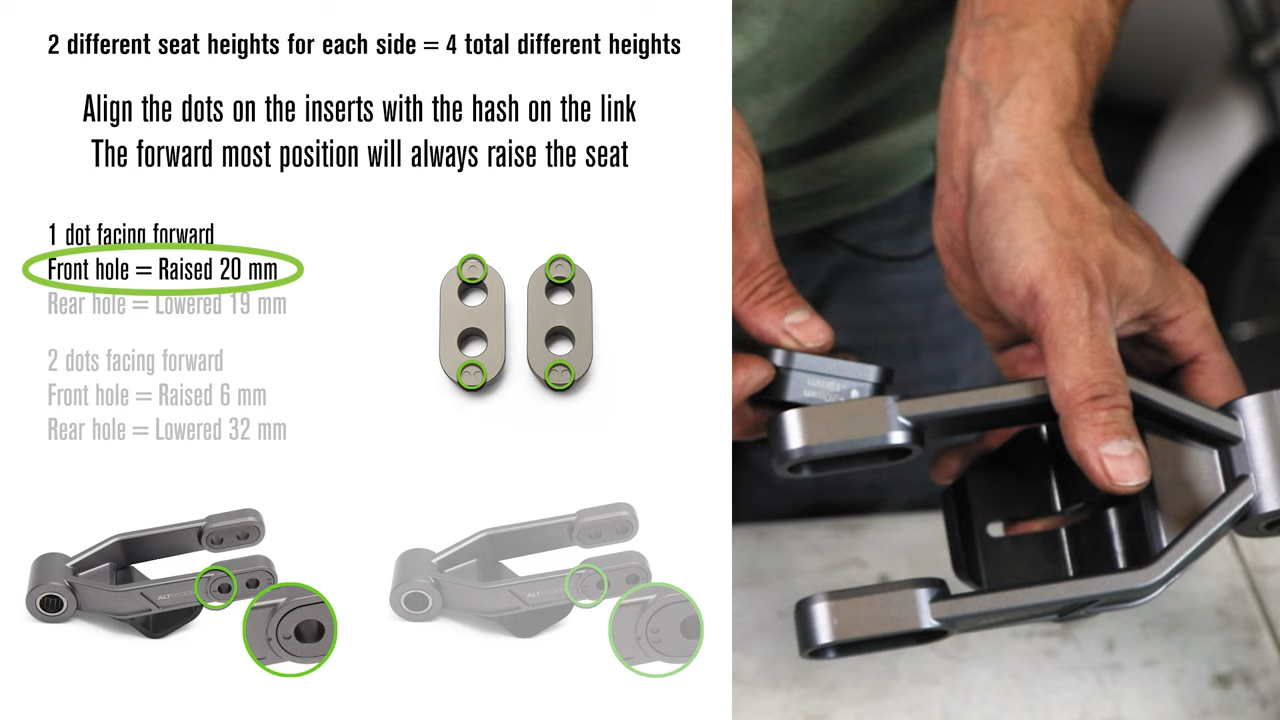 2 different seat heights for each side = 4 total different heights
Align the dots on the inserts with the hash on the link
The forward most position will always raise the seat
1 dot facing forward
Front hole = Raised 20 mm
Rear hole = Lowered 19 mm
2 dots facing forward
Front hole = Raised 6 mm
Rear hole = Lowered 32 mm